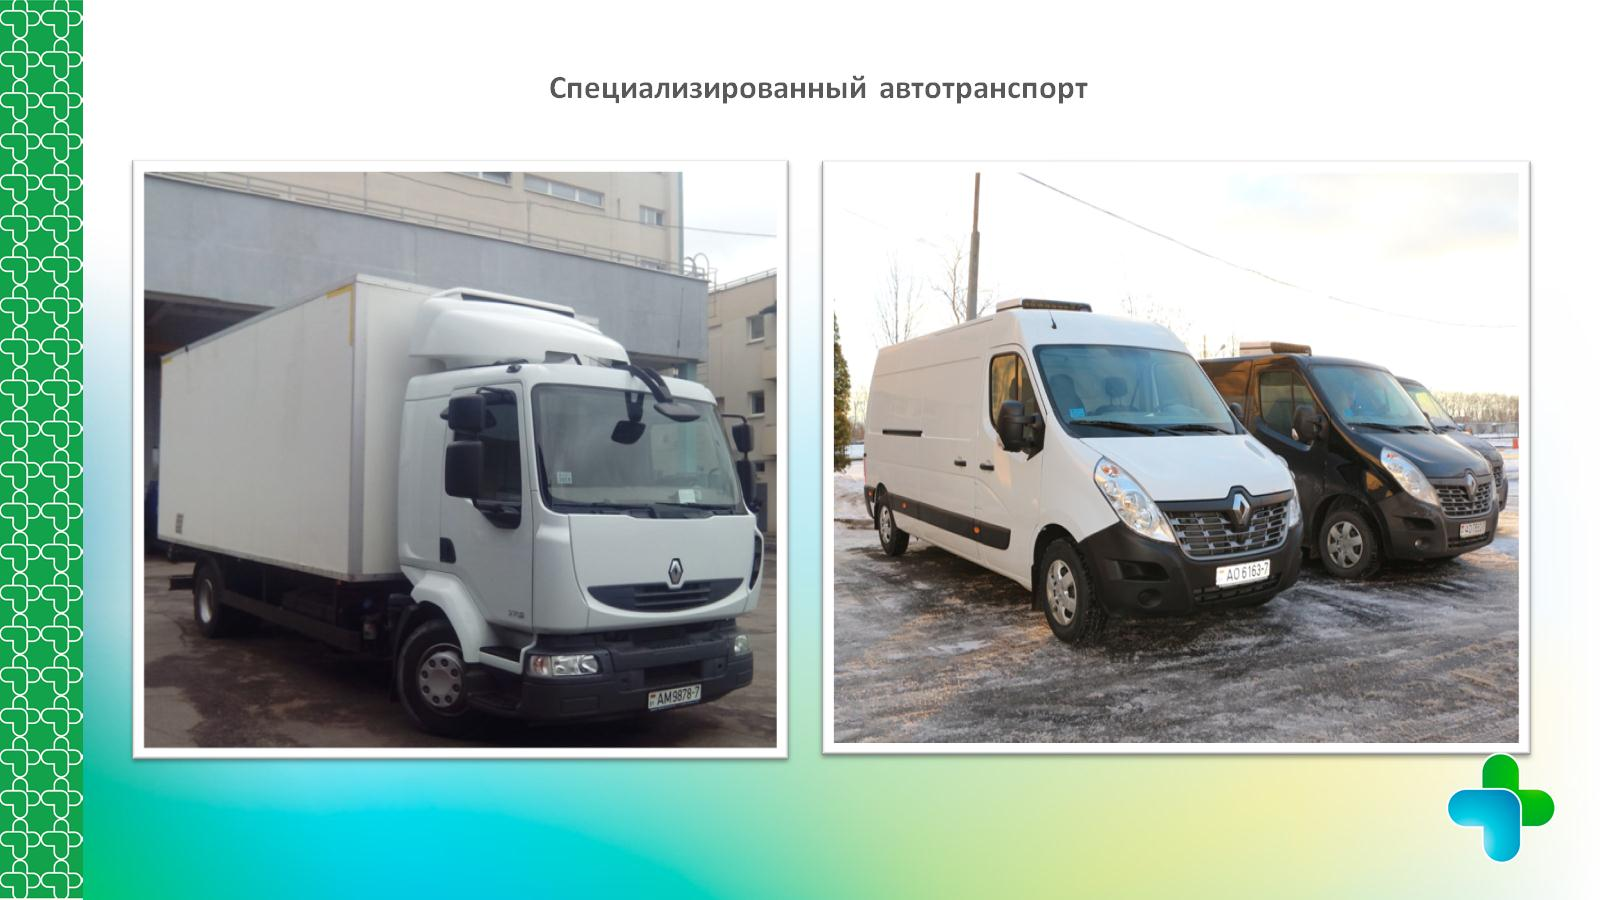 Специализированный автотранспорт
AM 9878-7
AO 6163-7